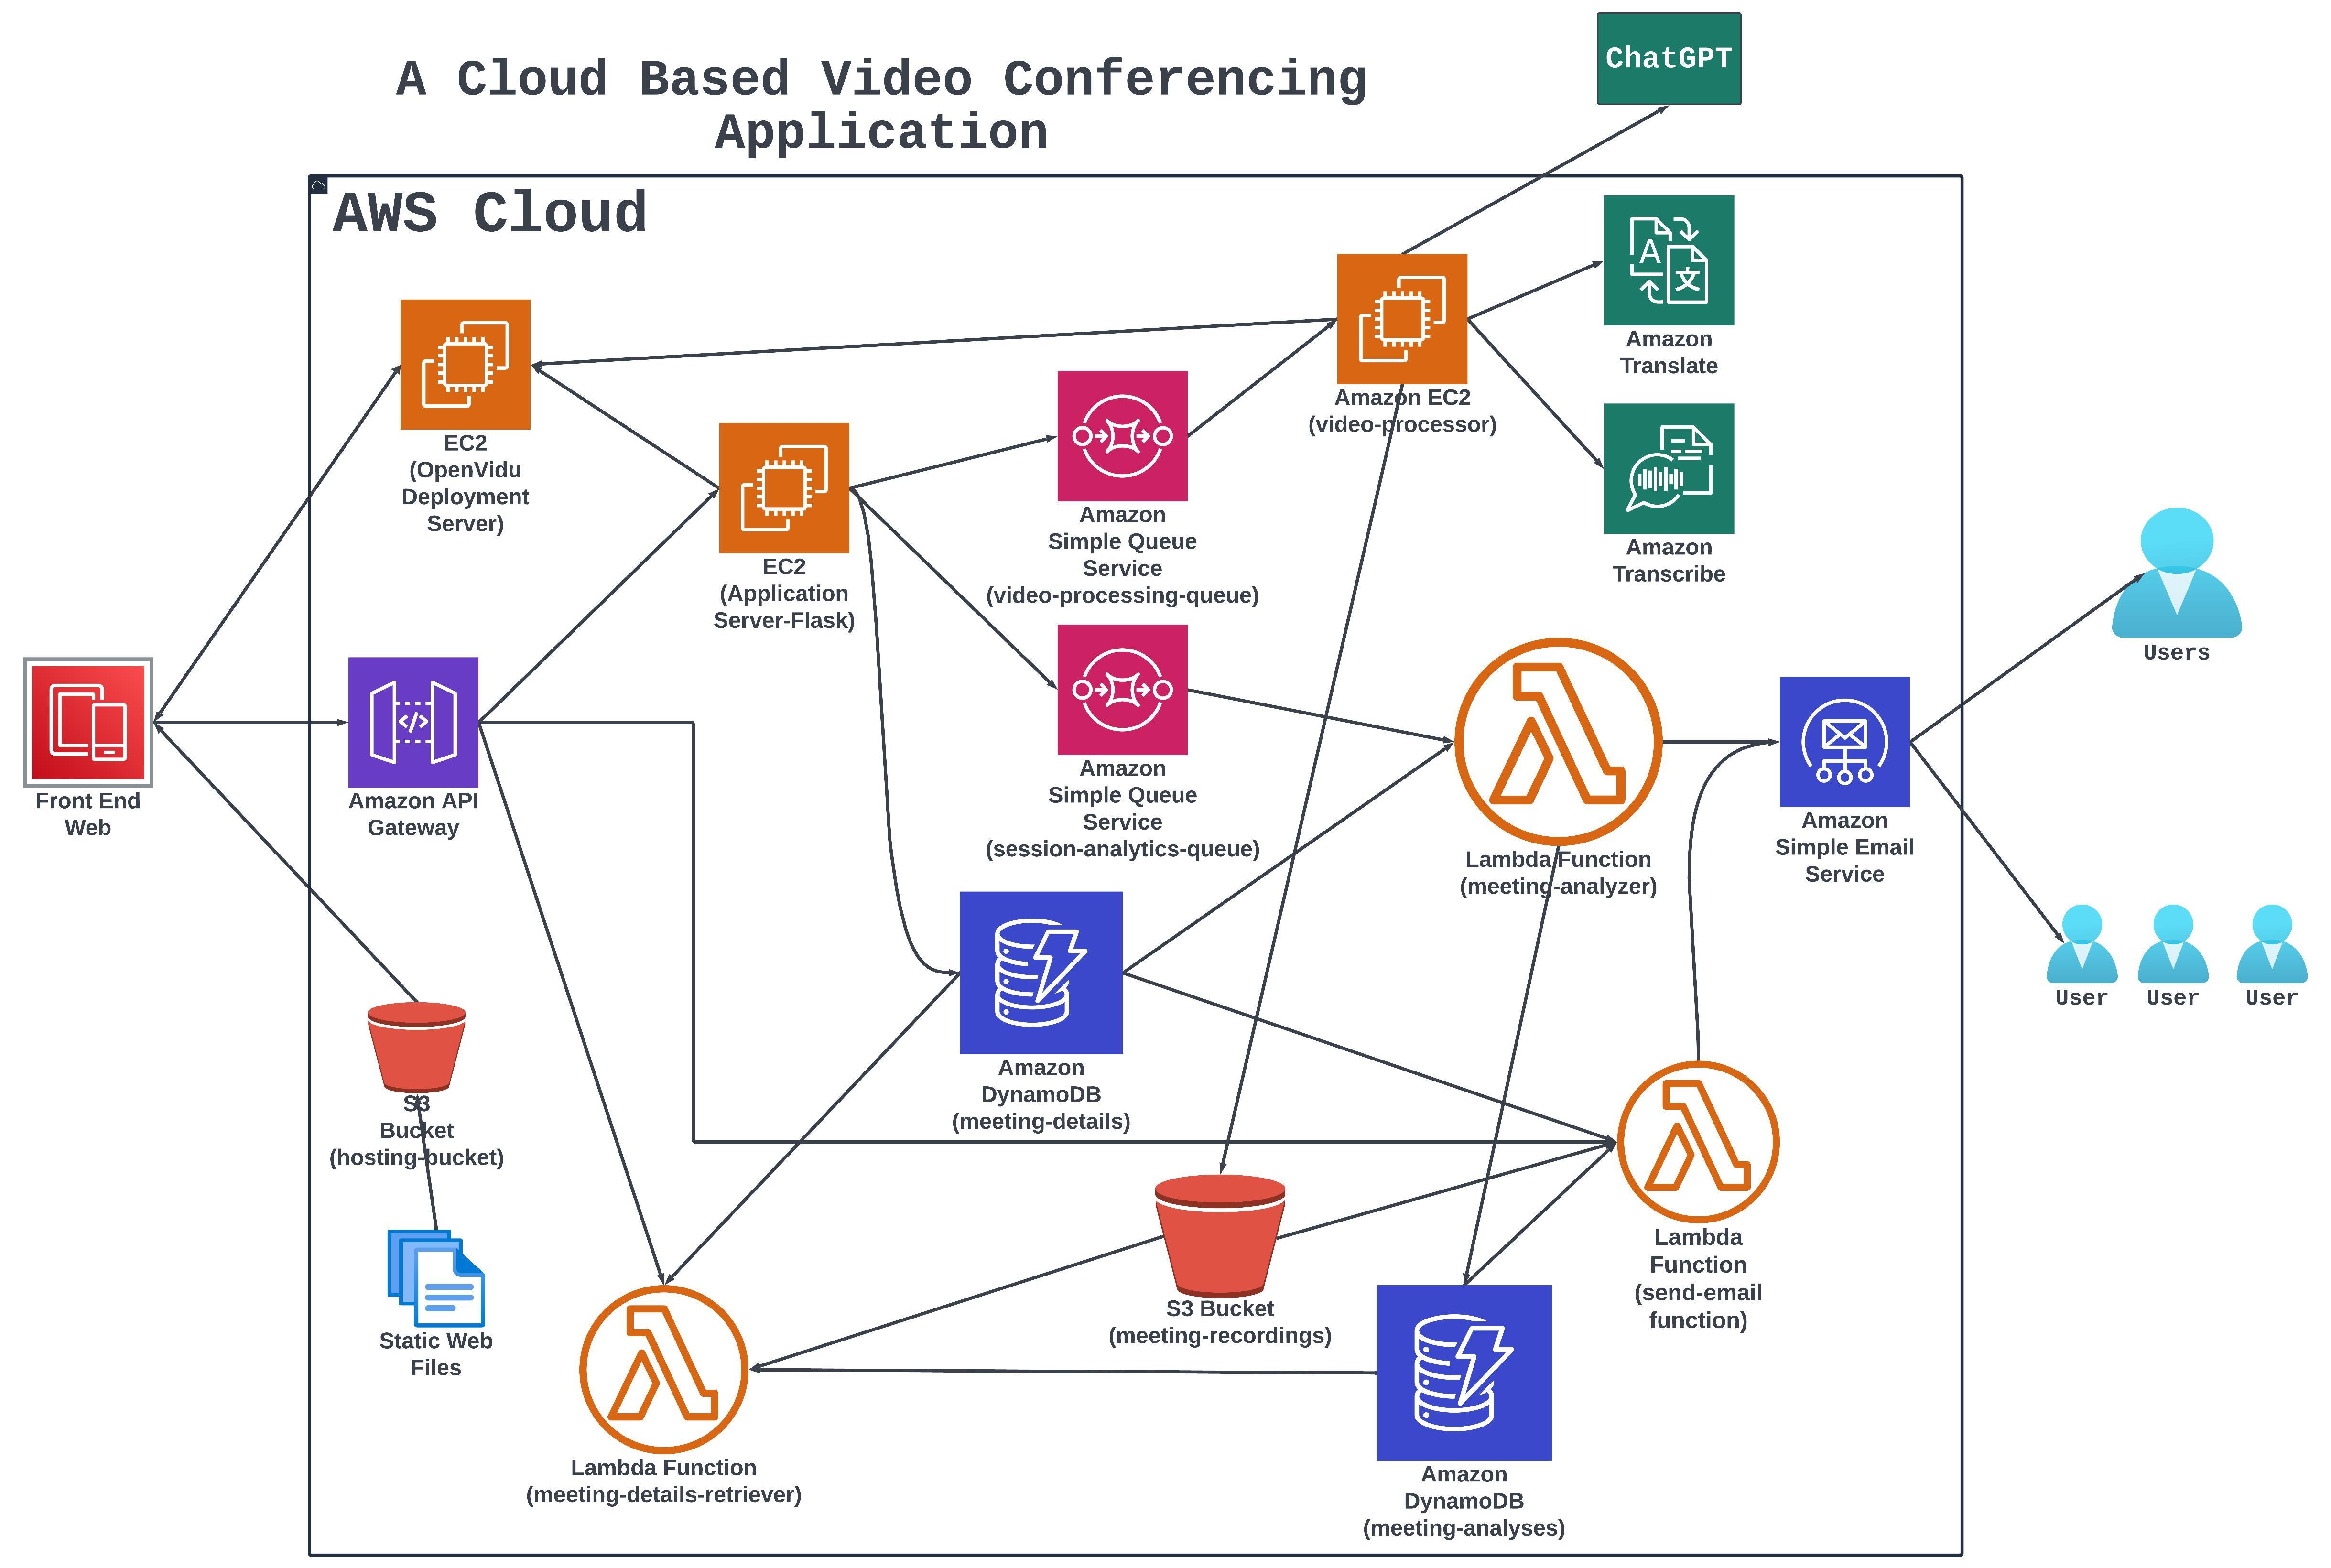 A Cloud Based Video Conferencing
Application
ChatGPT
AWS Cloud
A
文
Amazon
Translate
Amazon EC2
(video-processor)
EC2
(OpenVidu
Deployment
Server)
Amazon
Simple Queue
Service
(video-processing-queue)
Amazon
Transcribe
EC2
(Application
Server-Flask)
Users
</>
Front End
Web
Amazon API
Gateway
Amazon
Simple Queue
Service
(session-analytics-queue)
Lambda Function
(meeting-analyzer)
Amazon
Simple Email
Service
User
User
User
Amazon
DynamoDB
(meeting-details)
S3
Bucket
(hosting-bucket)
Static Web
Files
S3 Bucket
(meeting-recordings)
Lambda
Function
(send-email
function)
Lambda Function
(meeting-details-retriever)
Amazon
DynamoDB
(meeting-analyses)